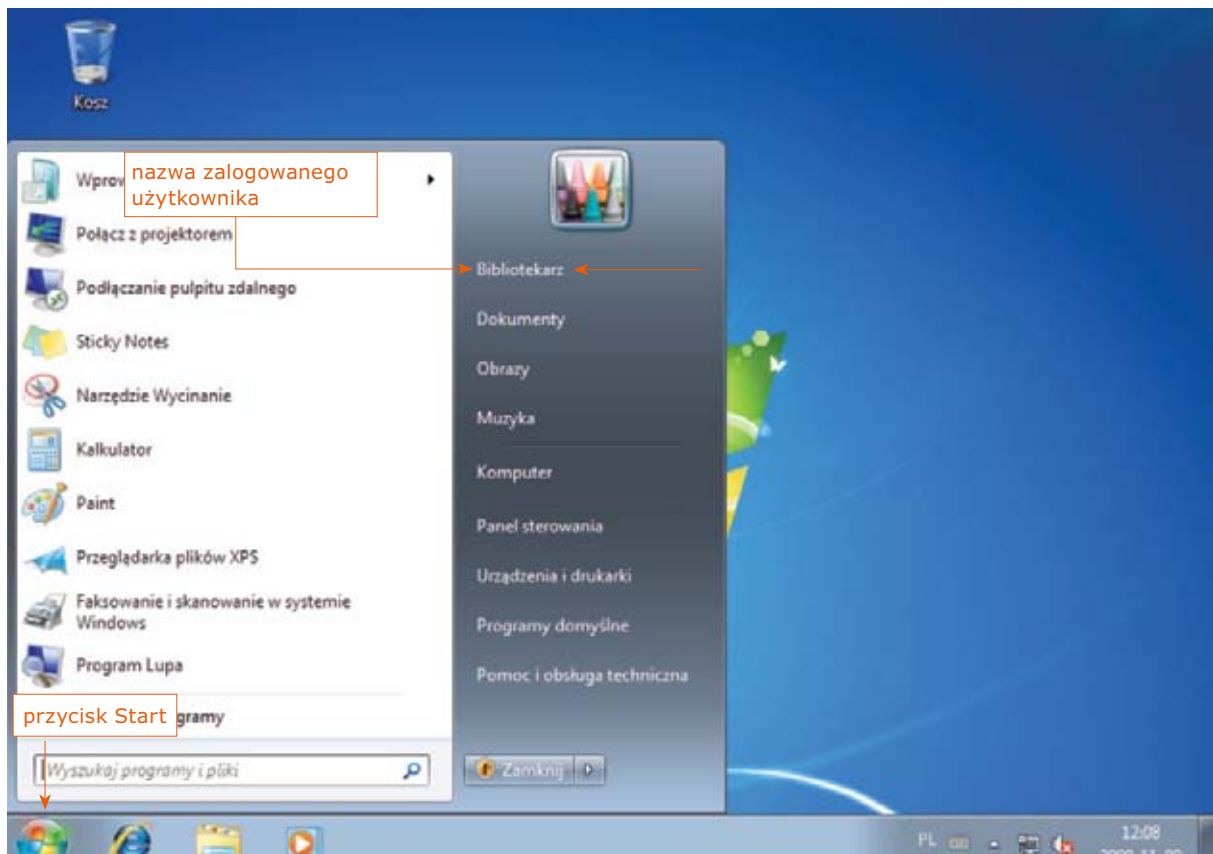 Kosz
nazwa zalogowanego
użytkownika
Połącz z projektorem
Podłączanie pulpitu zdalnego
Sticky Notes
Narzędzie Wycinanie
Kalkulator
Paint
Przeglądarka plików XPS
Faksowanie i skanowanie w systemie
Windows
Program Lupa
przycisk Start
Wyszukaj programy i pliki
Bibliotekarz
Dokumenty
Obrazy
Muzyka
Komputer
Panel sterowania
Urządzenia i drukarki
Programy domyślne
Pomoc i obsługa techniczna
Zamknij
PL
12:08